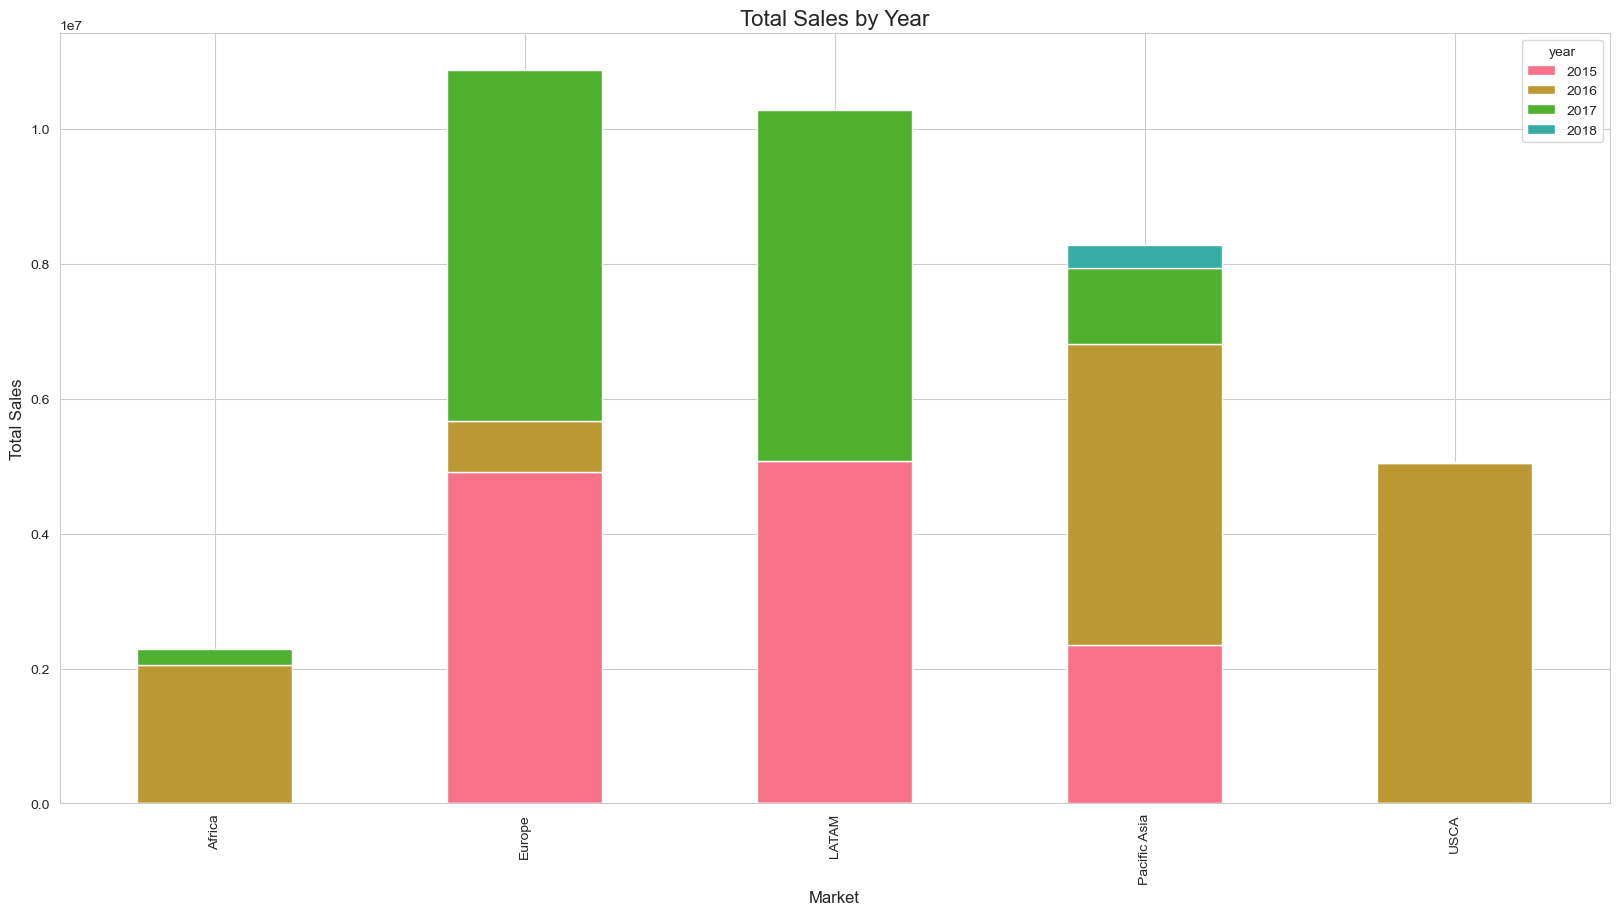 Total Sales by Year
1e7
year
2015
2016
2017
2018
1.0
0.8
0.6
0.4
0.2
0.0
Total Sales
Africa
Europe
LATAM
Pacific Asia
USCA
Market